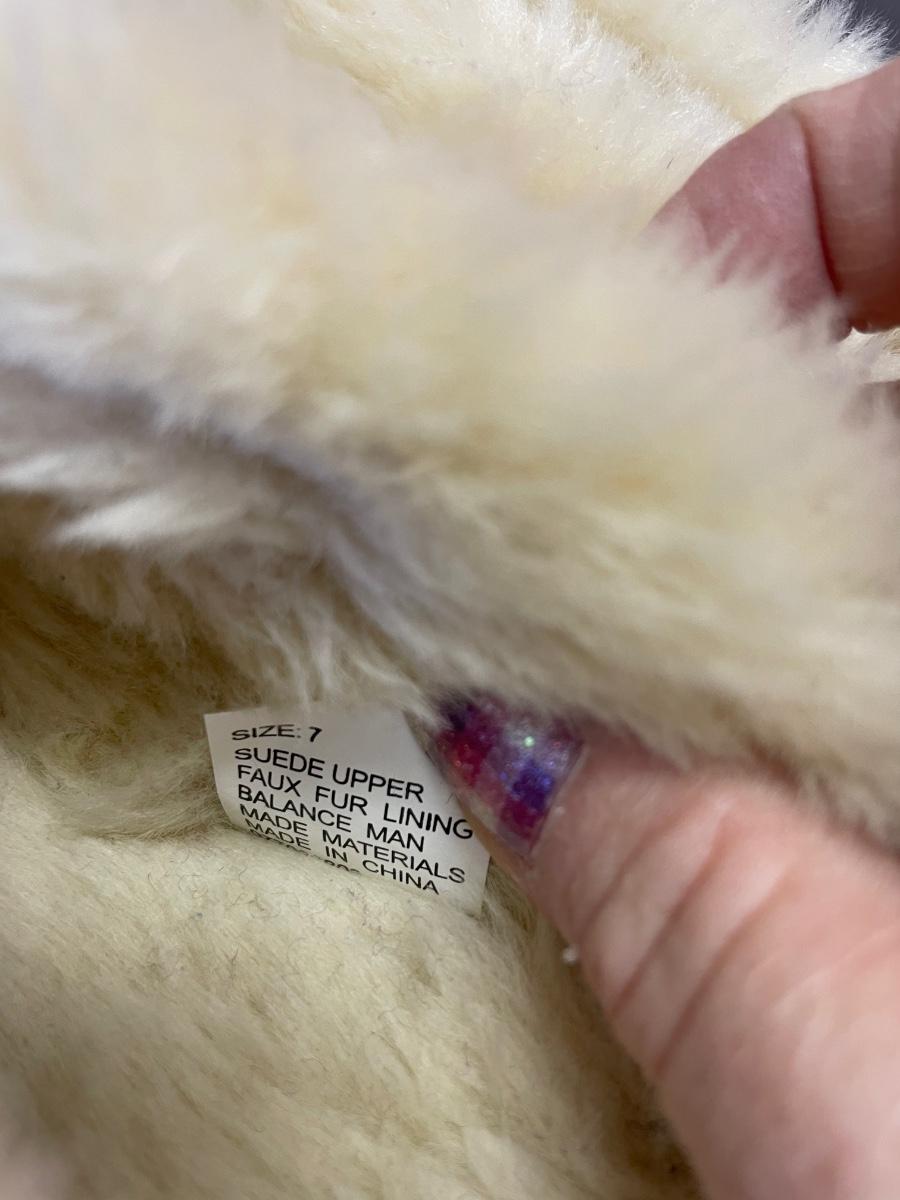 SIZE: 7
SUEDE UPPER
FAUX FUR LINING
BALANCE MAN
MADE MATERIALS
MADE IN CHINA